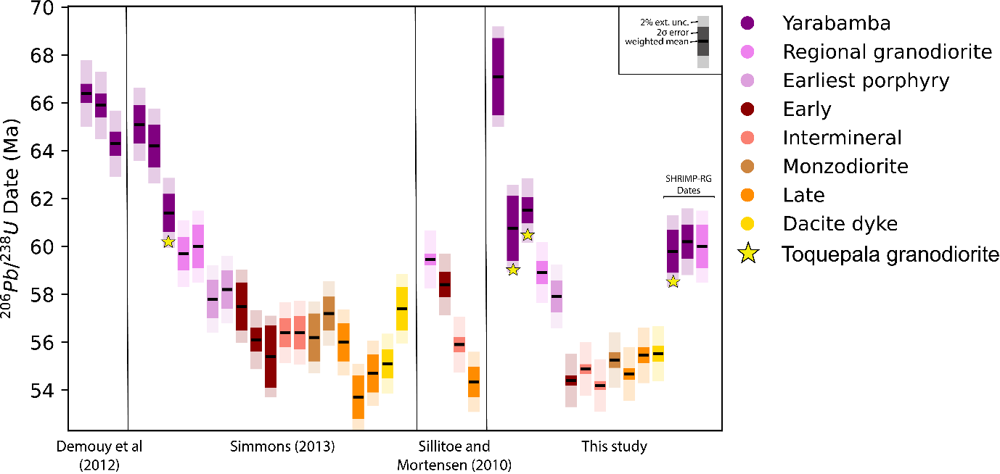 70
68
66
64
62
60
58
56
54
206Pb/238U Date (Ma)
2% ext. unc.
2σ error
weighted mean
SHRIMP-RG
Dates
Demouy et al
(2012)
Simmons (2013)
Sillitoe and
Mortensen (2010)
This study
Yarabamba
Regional granodiorite
Earliest porphyry
Early
Intermineral
Monzodiorite
Late
Dacite dyke
Toquepala granodiorite